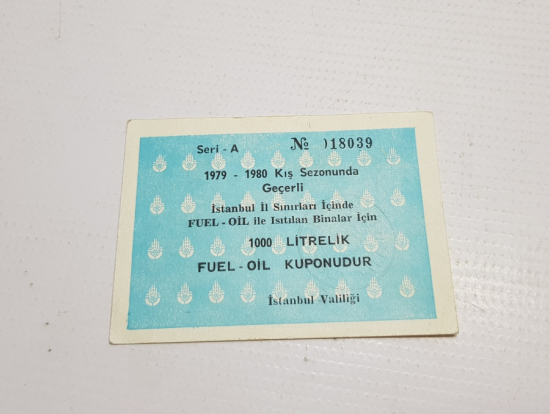 Seri - A № 018039
1979 - 1980 Kış Sezonunda
Geçerli
İstanbul İl Sınırları İçinde
FUEL - OİL ile Isıtılan Binalar İçin
1000 LİTRELİK
FUEL - OİL KUPONUDUR
İstanbul Valiliği